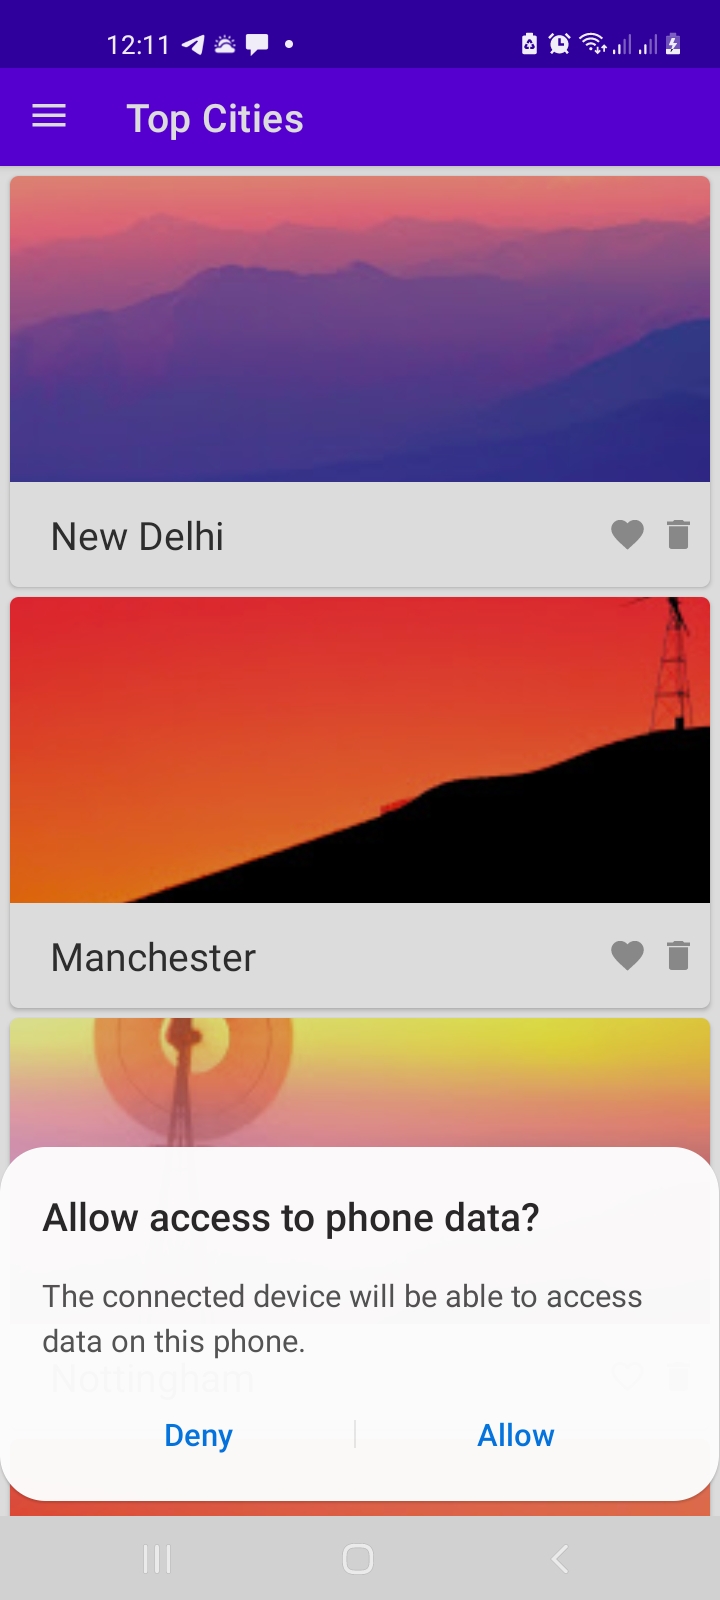 12:11
Top Cities
New Delhi
Manchester
Allow access to phone data?
The connected device will be able to access
data on this phone.
Nottingham
Deny
Allow